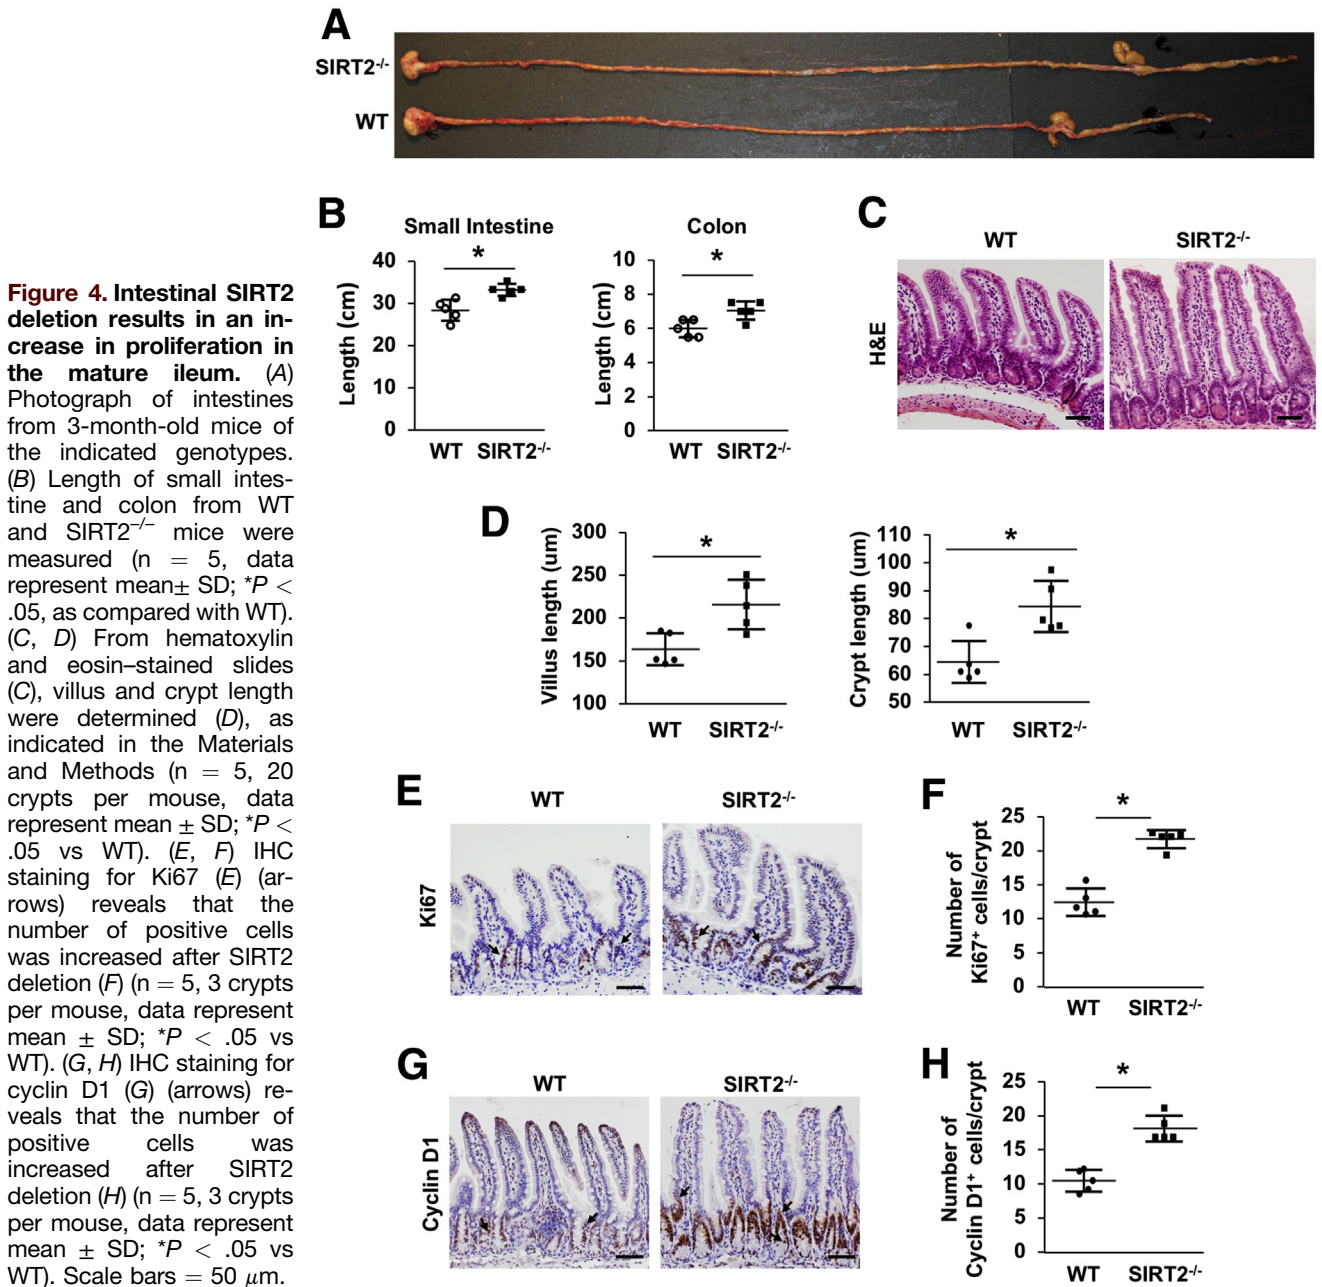 A
SIRT2-/-
WT
B
Small Intestine
*
Length (cm)
40
30
20
10
0
WT SIRT2-/-
Colon
*
Length (cm)
10
8
6
4
2
0
WT SIRT2-/-
C
WT
SIRT2-/-
H&E
Figure 4. Intestinal SIRT2
deletion results in an in-
crease in proliferation in
the mature ileum. (A)
Photograph of intestines
from 3-month-old mice of
the indicated genotypes.
(B) Length of small intes-
tine and colon from WT
and SIRT2–/– mice were
measured (n = 5, data
represent mean± SD; *P <
.05, as compared with WT).
(C, D) From hematoxylin
and eosin–stained slides
(C), villus and crypt length
were determined (D), as
indicated in the Materials
and Methods (n = 5, 20
crypts per mouse, data
represent mean ± SD; *P <
.05 vs WT). (E, F) IHC
staining for Ki67 (E) (ar-
rows) reveals that the
number of positive cells
was increased after SIRT2
deletion (F) (n = 5, 3 crypts
per mouse, data represent
mean ± SD; *P < .05 vs
WT). (G, H) IHC staining for
cyclin D1 (G) (arrows) re-
veals that the number of
positive cells was
increased after SIRT2
deletion (H) (n = 5, 3 crypts
per mouse, data represent
mean ± SD; *P < .05 vs
WT). Scale bars = 50 μm.
D
Villus length (um)
300
250
200
150
100
*
WT SIRT2-/-
Crypt length (um)
110
100
90
80
70
60
50
*
WT SIRT2-/-
E
WT
SIRT2-/-
Ki67
F
Number of
Ki67+ cells/crypt
25
20
15
10
5
0
*
WT SIRT2-/-
G
WT
SIRT2-/-
Cyclin D1
H
Number of
Cyclin D1+ cells/crypt
25
20
15
10
5
0
*
WT SIRT2-/-